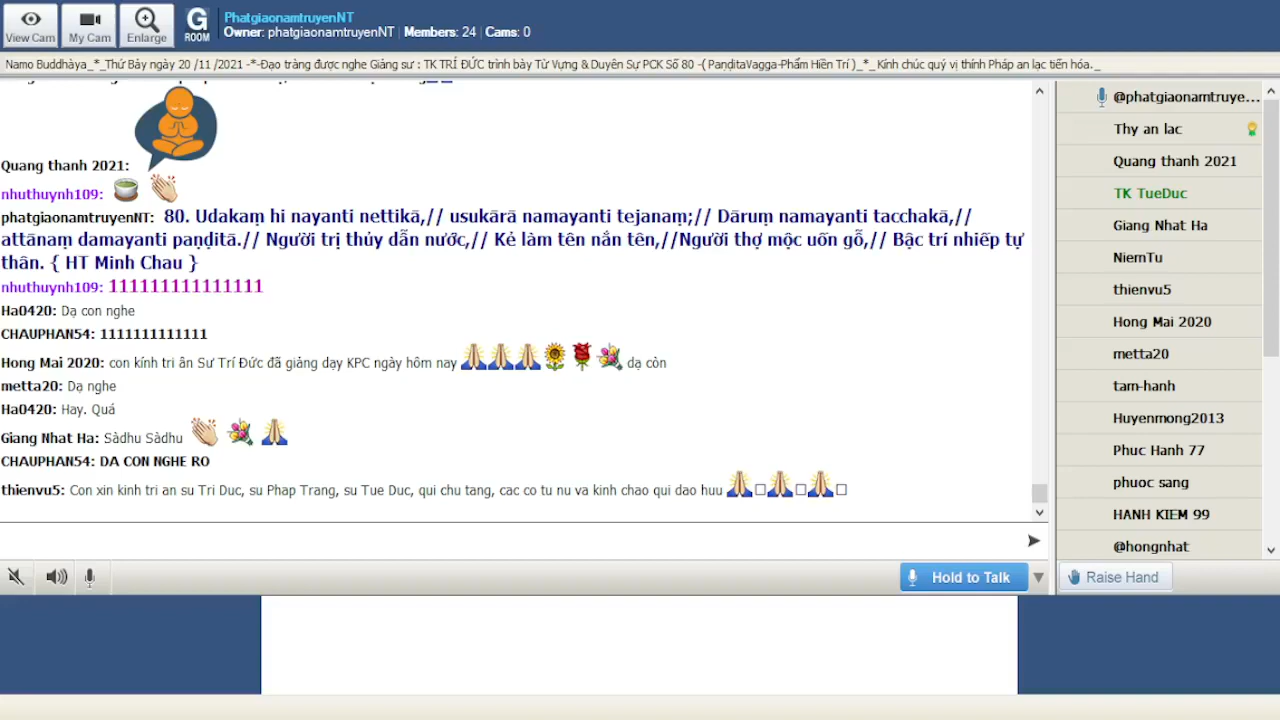 View Cam
My Cam
Enlarge
G
ROOM
PhatgiaonamtruyenNT
Owner: phatgiaonamtruyenNT | Members: 24 | Cams: 0
Namo Buddhàya_*_Thứ Bảy ngày 20 /11 /2021 -*-Đạo tràng được nghe Giảng sư : TK TRÍ ĐỨC trình bày Từ Vựng & Duyên Sự PCK Số 80 -( PaṇḍitaVagga-Phẩm Hiền Trí )_*_ Kính chúc quý vị thính Pháp an lạc tiến hóa._
Quang thanh 2021:
nhuthuynh109:
phatgiaonamtruyenNT: 80. Udakaṃ hi nayanti nettikā,// usukārā namayanti tejanaṃ;// Dāruṃ namayanti tacchakā,//
attānaṃ damayanti paṇḍitā.// Người trị thủy dẫn nước,// Kẻ làm tên nắn tên,//Người thợ mộc uốn gỗ,// Bậc trí nhiếp tự
thân. { HT Minh Chau }
nhuthuynh109: 111111111111111
Ha0420: Dạ con nghe
CHAUPHAN54: 1111111111111
Hong Mai 2020: con kính tri ân Sư Trí Đức đã giảng dạy KPC ngày hôm nay 🙏🙏🙏🌻🌹💐 dạ còn
metta20: Dạ nghe
Ha0420: Hay. Quá
Giang Nhat Ha: Sàdhu Sàdhu 👏 💐 🙏
CHAUPHAN54: DA CON NGHE RO
thienvu5: Con xin kinh tri an su Tri Duc, su Phap Trang, su Tue Duc, qui chu tang, cac co tu nu va kinh chao qui dao huu 🙏□🙏□🙏□
@phatgiaonamtruye...
Thy an lac
Quang thanh 2021
TK TueDuc
Giang Nhat Ha
NiemTu
thienvu5
Hong Mai 2020
metta20
tam-hanh
Huyenmong2013
Phuc Hanh 77
phuoc sang
HANH KIEM 99
@hongnhat
Hold to Talk
Raise Hand